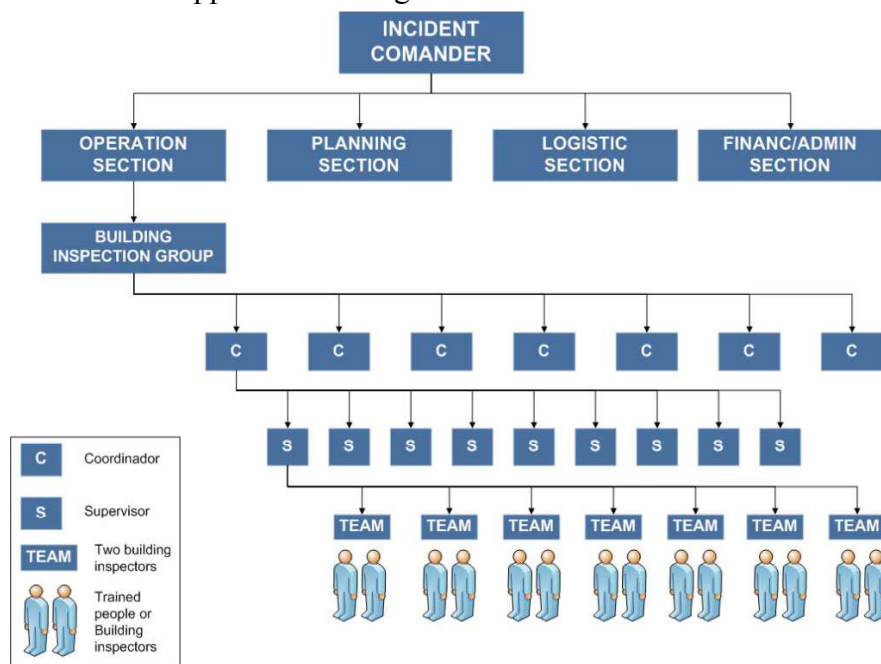 INCIDENT
COMANDER
OPERATION
SECTION
PLANNING
SECTION
LOGISTIC
SECTION
FINANC/ADMIN
SECTION
BUILDING
INSPECTION GROUP
C
C
C
C
C
C
C
S
S
S
S
S
S
S
S
S
TEAM
TEAM
TEAM
TEAM
TEAM
TEAM
TEAM
C Coordinador
S Supervisor
TEAM Two building
inspectors
Trained
people or
Building
inspectors